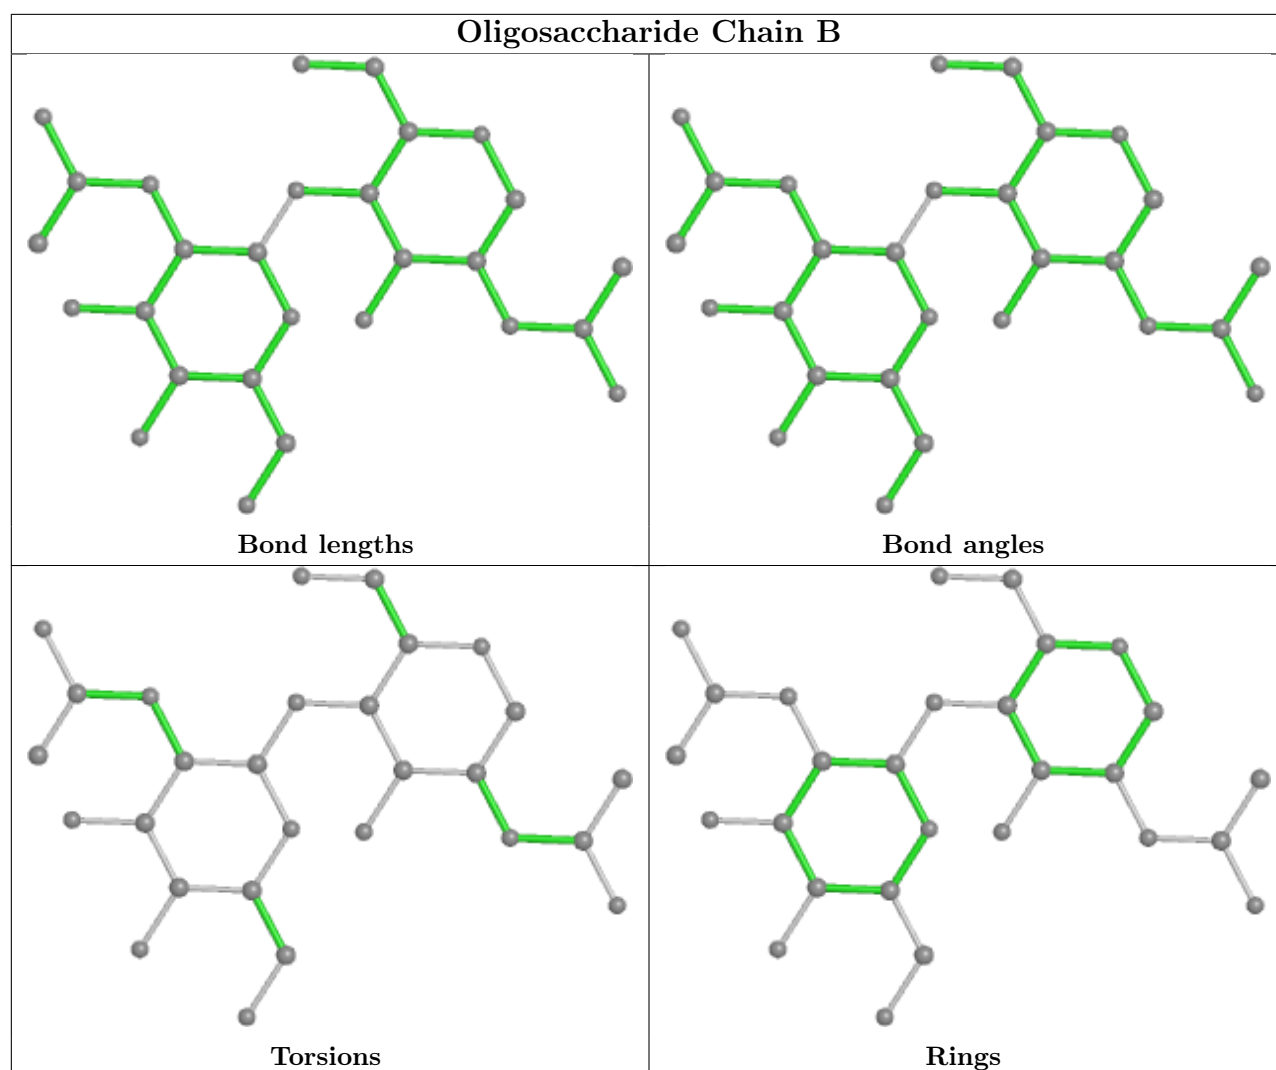 Oligosaccharide Chain B
Bond lengths
Bond angles
Torsions
Rings